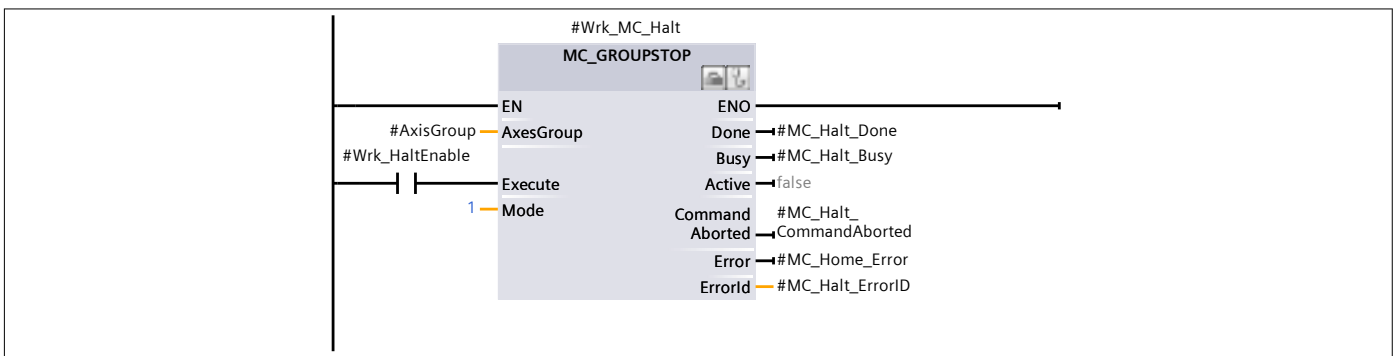 #Wrk_MC_Halt
MC_GROUPSTOP
EN ENO
#AxisGroup AxesGroup Done #MC_Halt_Done
#Wrk_HaltEnable Busy #MC_Halt_Busy
Execute Active false
1 Mode Command #MC_Halt_
Aborted CommandAborted
Error #MC_Home_Error
ErrorId #MC_Halt_ErrorID